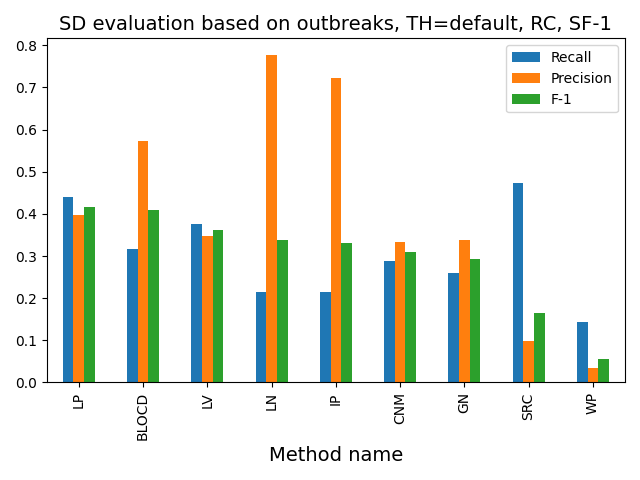 SD evaluation based on outbreaks, TH=default, RC, SF-1
Recall
Precision
F-1
0.8
0.7
0.6
0.5
0.4
0.3
0.2
0.1
0.0
LP
BLOCD
LV
LN
IP
CNM
GN
SRC
WP
Method name